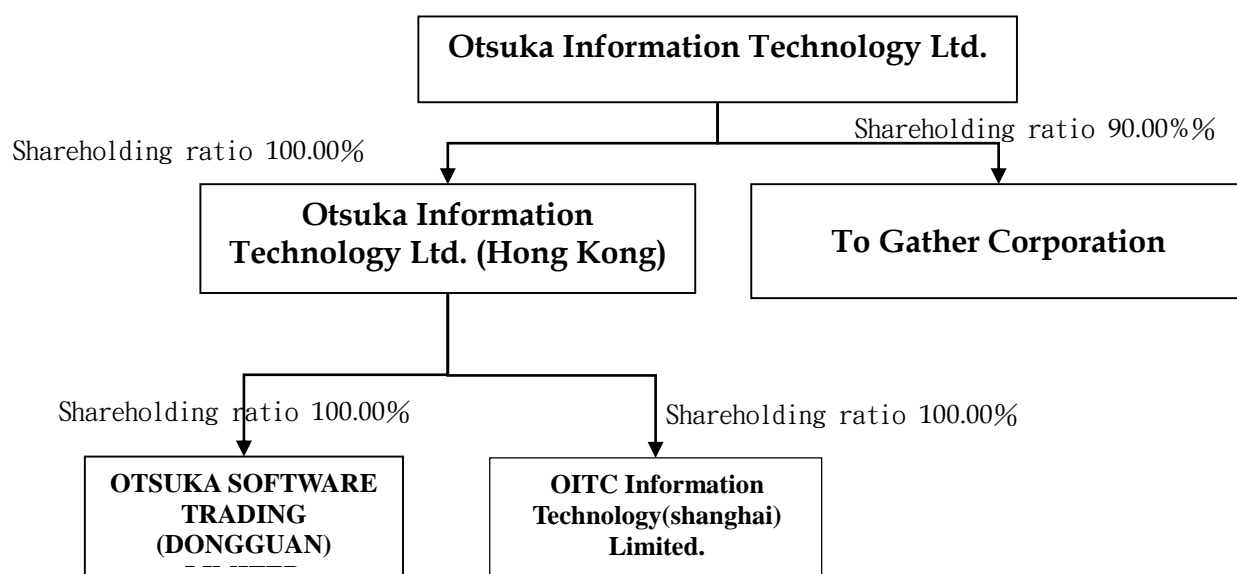 Otsuka Information Technology Ltd.
Shareholding ratio 90.00%％
Shareholding ratio 100.00％
Otsuka Information
Technology Ltd. (Hong Kong)
To Gather Corporation
Shareholding ratio 100.00％
Shareholding ratio 100.00％
OTSUKA SOFTWARE
TRADING
(DONGGUAN)
OITC Information
Technology(shanghai)
Limited.